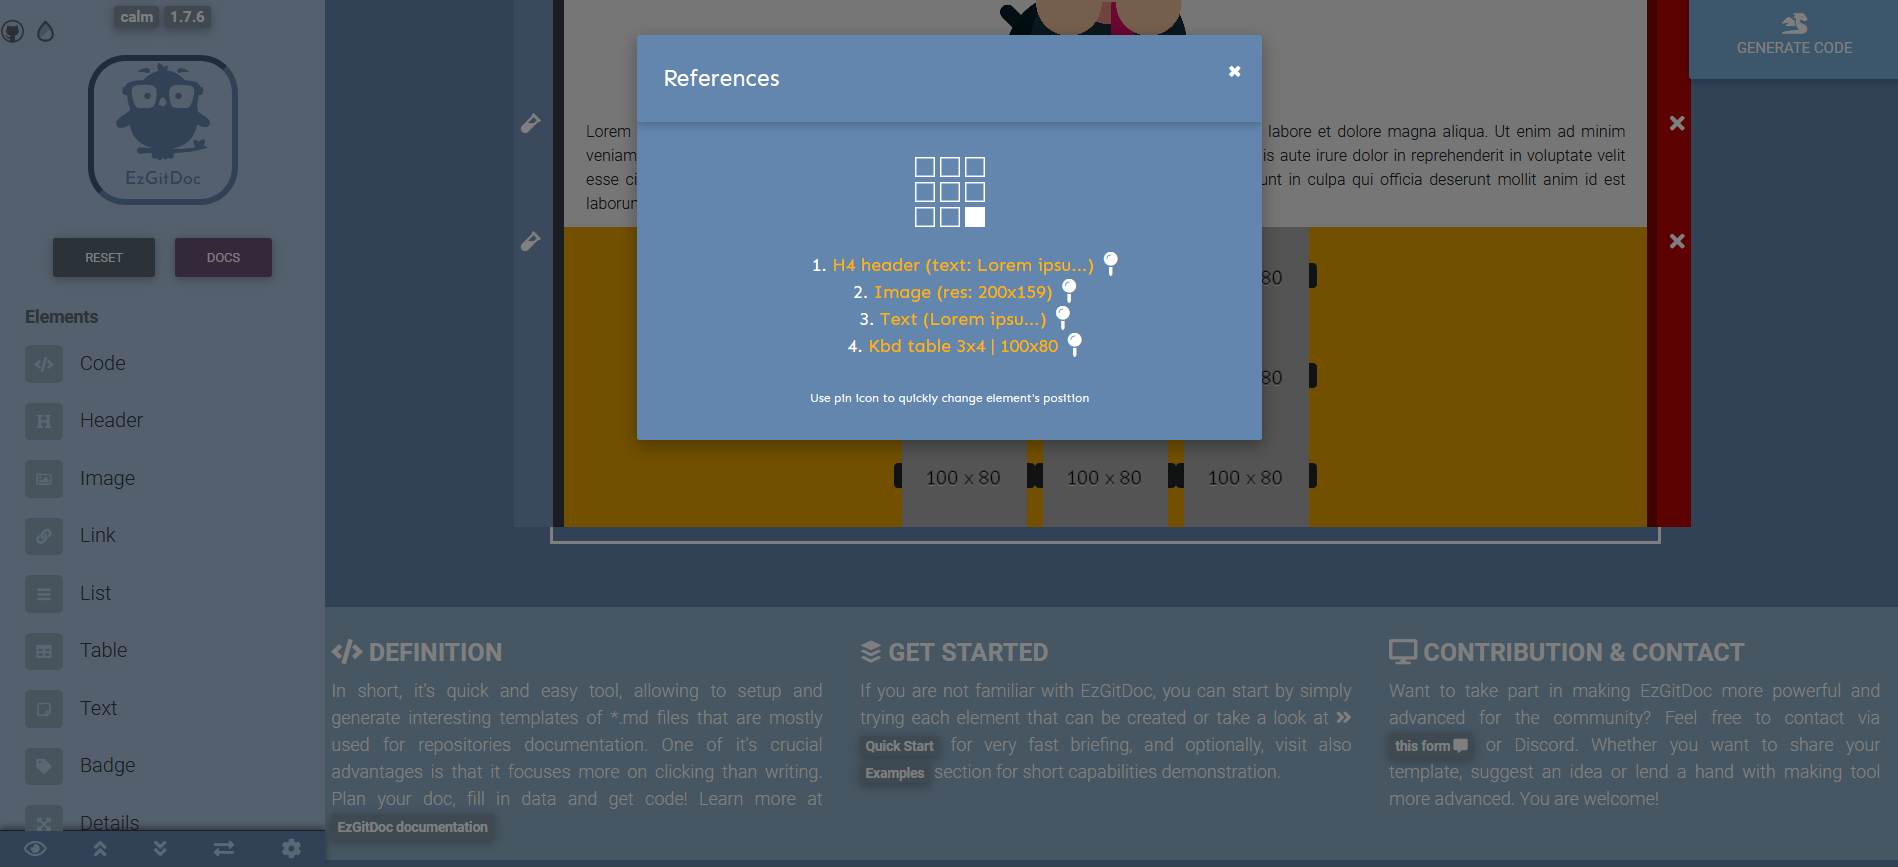 calm 1.7.6
EzGitDoc
RESET DOCS
Elements
Code
Header
Image
Link
List
Table
Text
Badge
Details
GENERATE CODE
References
1. H4 header (text: Lorem ipsu...)
2. Image (res: 200x159)
3. Text (Lorem ipsu...)
4. Kbd table 3x4 | 100x80
Use pin icon to quickly change element's position
Lorem labore et dolore magna aliqua. Ut enim ad minim
veniam aute irure dolor in reprehenderit in voluptate velit
esse in culpa qui officia deserunt mollit anim id est
80
80
100 x 80 100 x 80 100 x 80
DEFINITION
In short, it's quick and easy tool, allowing to setup and
generate interesting templates of *.md files that are mostly
used for repositories documentation. One of it's crucial
advantages is that it focuses more on clicking than writing.
Plan your doc, fill in data and get code! Learn more at
EzGitDoc documentation
GET STARTED
If you are not familiar with EzGitDoc, you can start by simply
trying each element that can be created or take a look at
Quick Start for very fast briefing, and optionally, visit also
Examples section for short capabilities demonstration.
CONTRIBUTION & CONTACT
Want to take part in making EzGitDoc more powerful and
advanced for the community? Feel free to contact via
this form or Discord. Whether you want to share your
template, suggest an idea or lend a hand with making tool
more advanced. You are welcome!